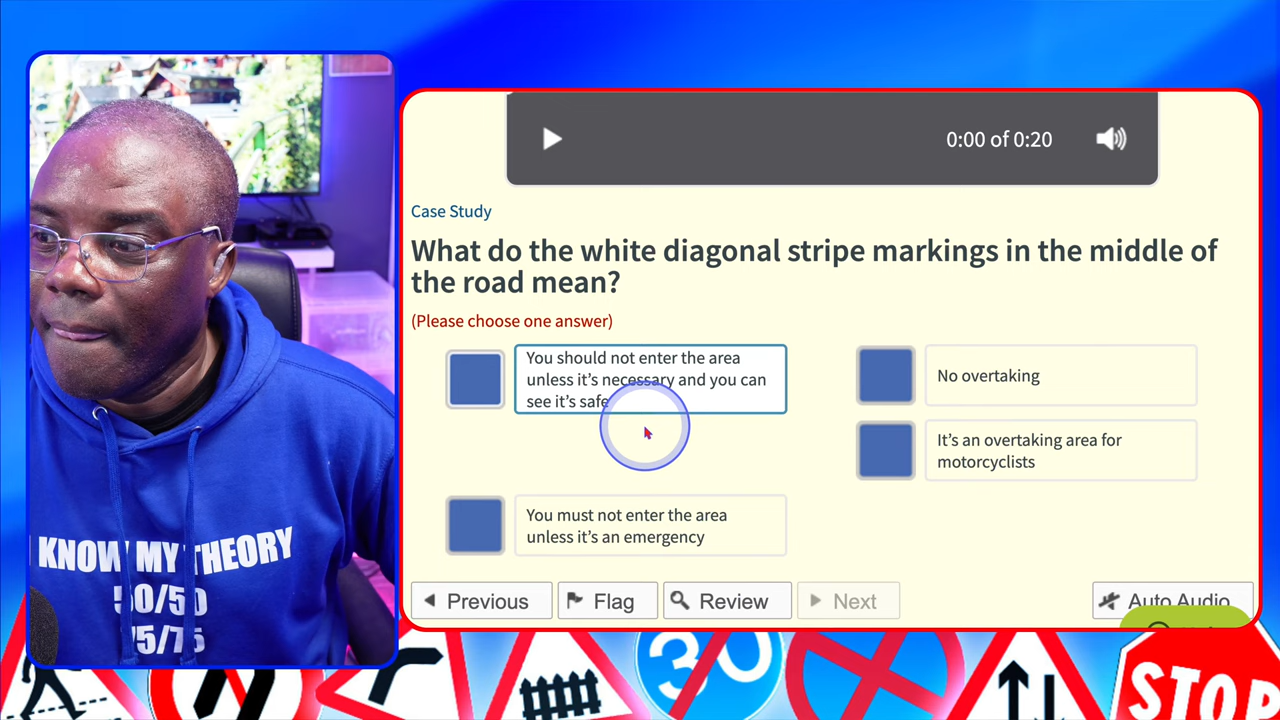 0:00 of 0:20
Case Study
What do the white diagonal stripe markings in the middle of
the road mean?
(Please choose one answer)
You should not enter the area
unless it's necessary and you can
see it's safe
No overtaking
It's an overtaking area for
motorcyclists
You must not enter the area
unless it's an emergency
Previous
Flag
Review
Next
Auto Audio
KNOW MY THEORY
50/50
75/75
30
STOP